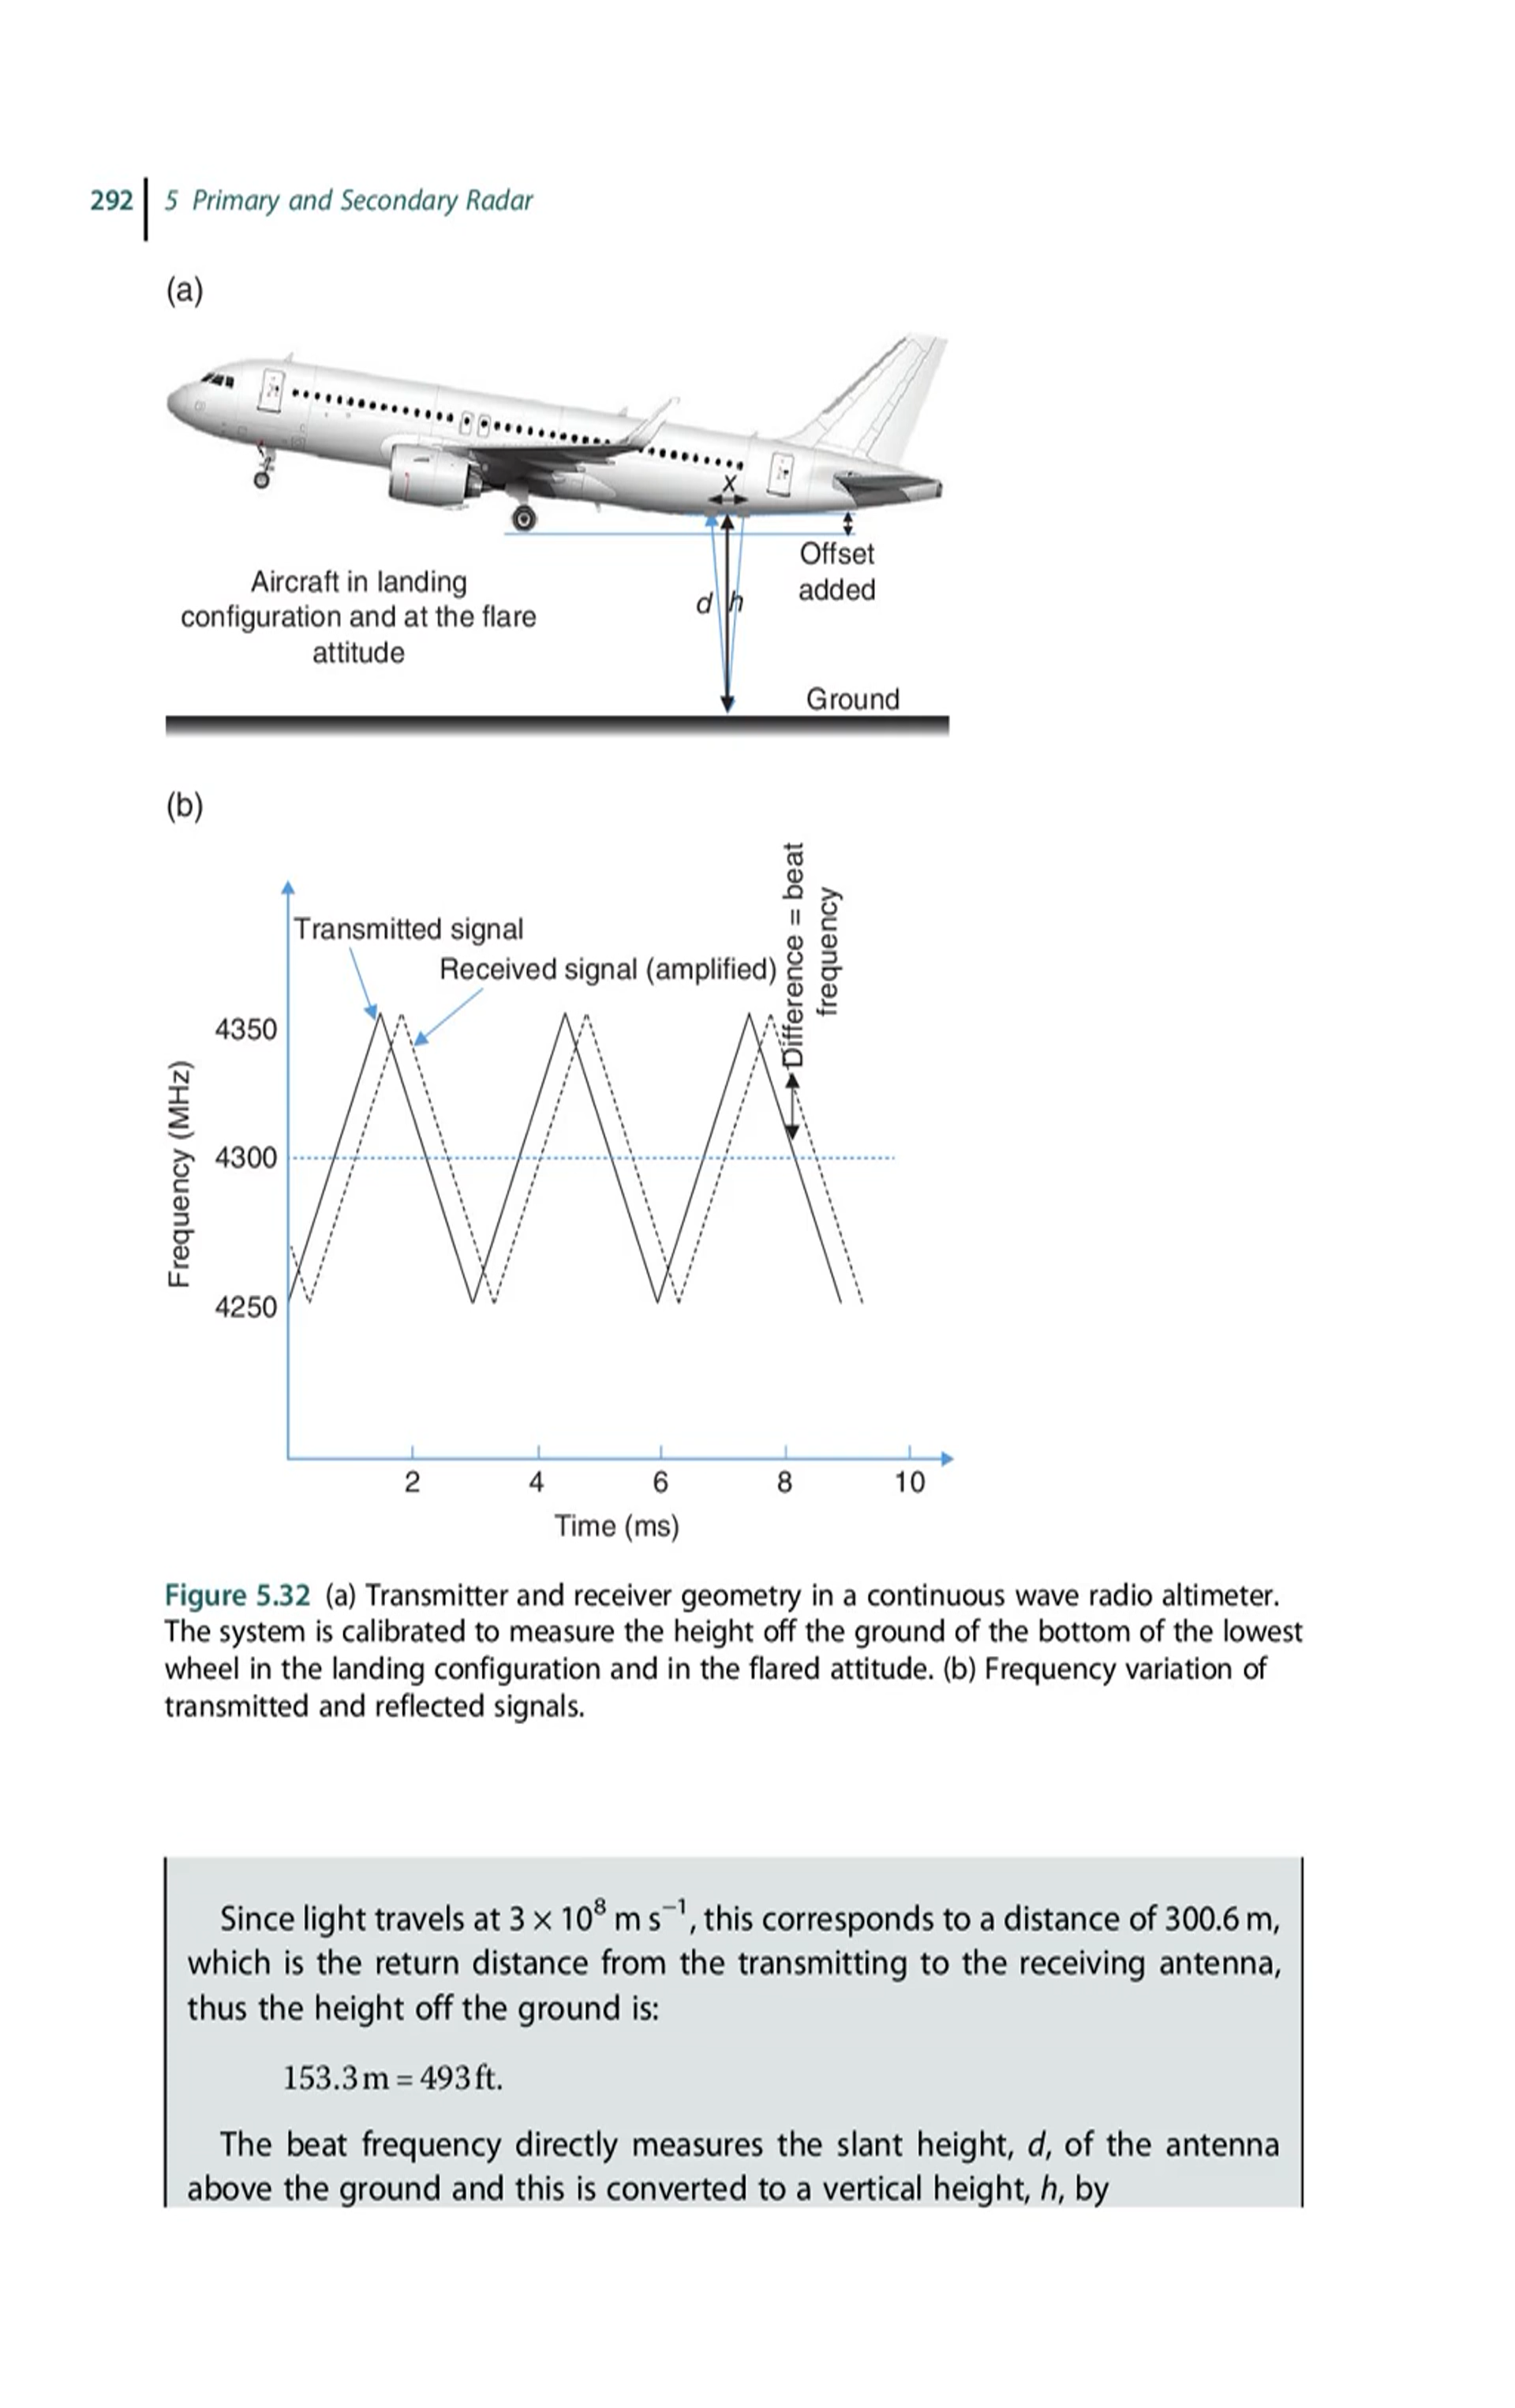 292 5 Primary and Secondary Radar
(a)
x
Offset
added
d h
Aircraft in landing
configuration and at the flare
attitude
Ground
(b)
Difference = beat
frequency
Transmitted signal
Received signal (amplified)
Frequency (MHz)
4350
4300
4250
2 4 6 8 10
Time (ms)
Figure 5.32 (a) Transmitter and receiver geometry in a continuous wave radio altimeter.
The system is calibrated to measure the height off the ground of the bottom of the lowest
wheel in the landing configuration and in the flared attitude. (b) Frequency variation of
transmitted and reflected signals.
Since light travels at 3 × 10⁸ m s⁻¹, this corresponds to a distance of 300.6 m,
which is the return distance from the transmitting to the receiving antenna,
thus the height off the ground is:
153.3 m = 493 ft.
The beat frequency directly measures the slant height, d, of the antenna
above the ground and this is converted to a vertical height, h, by